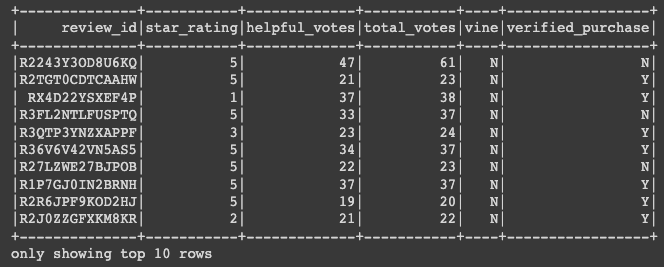 +--------------+-----------+-------------+-----------+----+-----------------+
|     review_id|star_rating|helpful_votes|total_votes|vine|verified_purchase|
+--------------+-----------+-------------+-----------+----+-----------------+
|R2243Y3OD8U6KQ|          5|           47|         61|   N|                N|
|R2TGT0CDTCAAHW|          5|           21|         23|   N|                Y|
| RX4D22YSXEF4P|          1|           37|         38|   N|                Y|
|R3FL2NTLFUSPTQ|          5|           33|         37|   N|                N|
|R3QTP3YNZXAPPF|          3|           23|         24|   N|                Y|
|R36V6V42VN5AS5|          5|           34|         37|   N|                Y|
|R27LZWE27BJPOB|          5|           22|         23|   N|                N|
|R1P7GJ0IN2BRNH|          5|           37|         37|   N|                Y|
|R2R6JPF9KOD2HJ|          5|           19|         20|   N|                Y|
|R2J0ZZGFXKM8KR|          2|           21|         22|   N|                Y|
+--------------+-----------+-------------+-----------+----+-----------------+
only showing top 10 rows